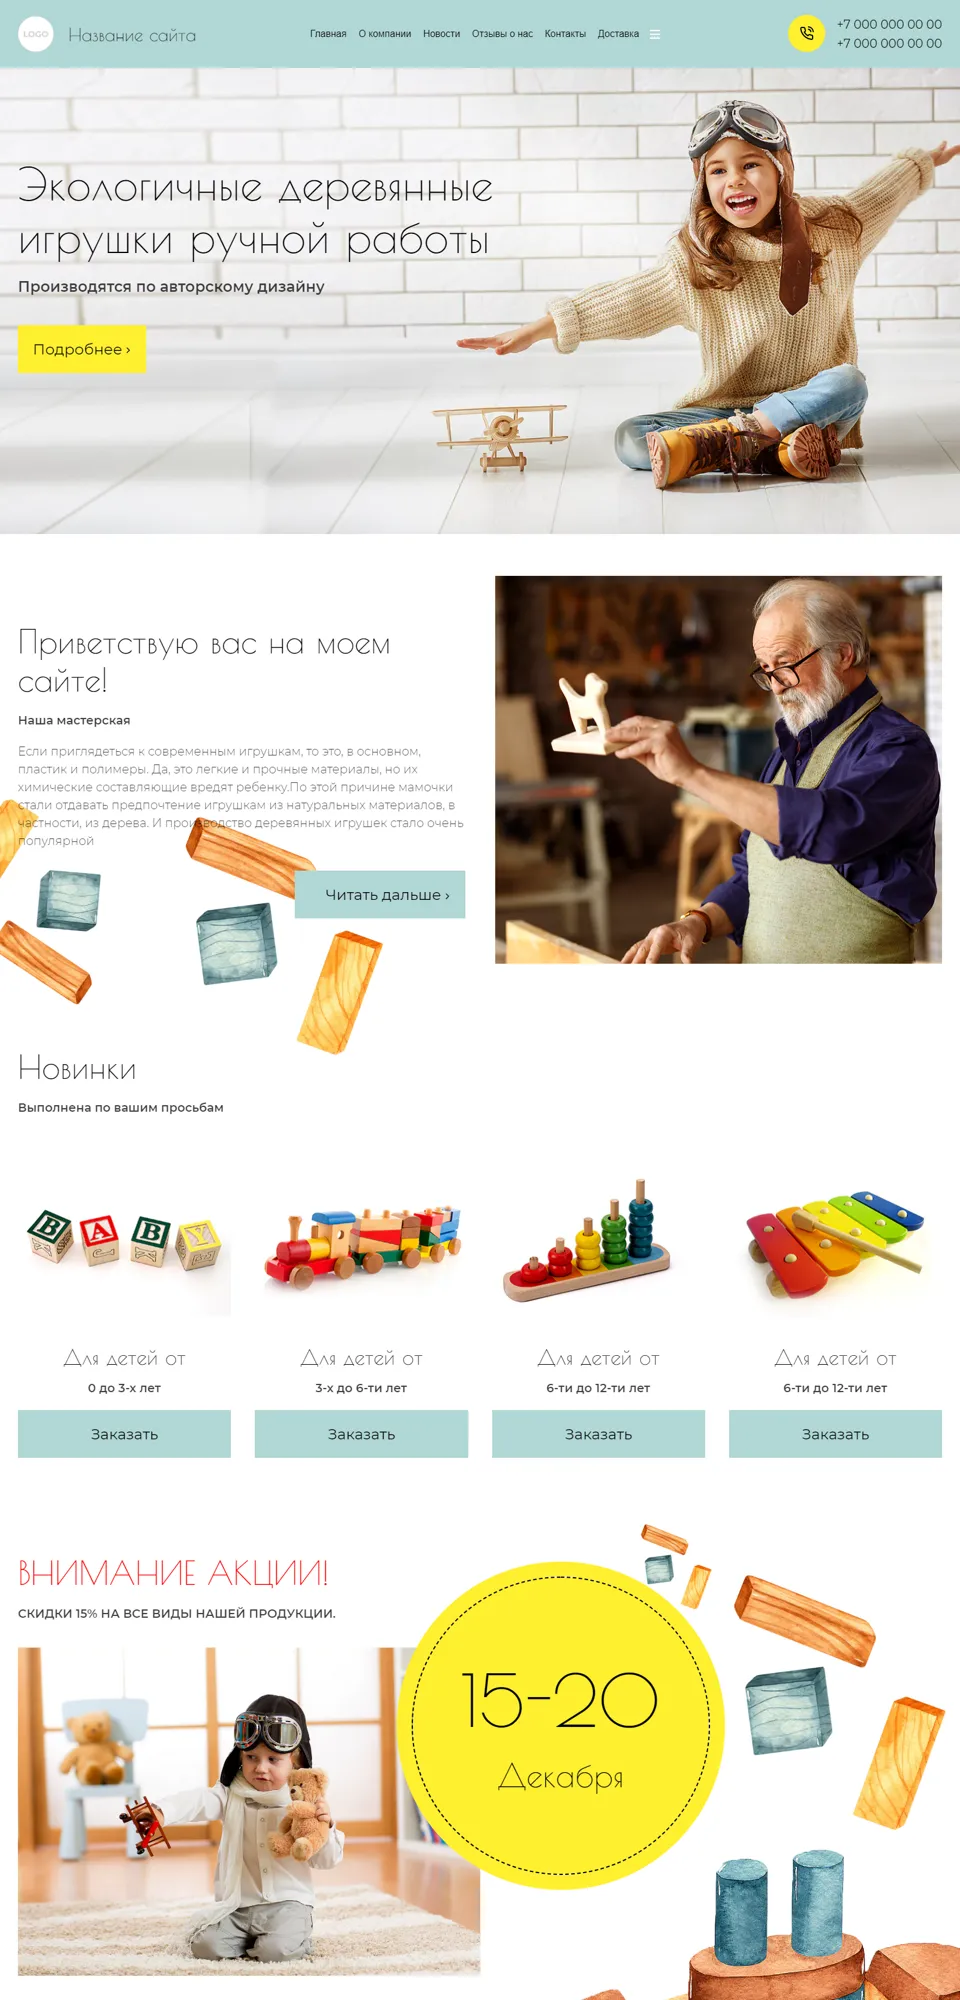 LOGO
Название сайта
Главная О компании Новости Отзывы о нас Контакты Доставка
+7 000 000 00 00
+7 000 000 00 00
Экологичные деревянные
игрушки ручной работы
Производятся по авторскому дизайну
Подробнее ›
Приветствую вас на моем
сайте!
Наша мастерская
Если приглядеться к современным игрушкам, то это, в основном,
пластик и полимеры. Да, это легкие и прочные материалы, но их
химические составляющие вредят ребенку.По этой причине мамочки
стали отдавать предпочтение игрушкам из натуральных материалов, в
частности, из дерева. И производство деревянных игрушек стало очень
популярной
Читать дальше ›
Новинки
Выполнена по вашим просьбам
B A B Y
Для детей от
0 до 3-х лет
Заказать
Для детей от
3-х до 6-ти лет
Заказать
Для детей от
6-ти до 12-ти лет
Заказать
Для детей от
6-ти до 12-ти лет
Заказать
ВНИМАНИЕ АКЦИИ!
СКИДКИ 15% НА ВСЕ ВИДЫ НАШЕЙ ПРОДУКЦИИ.
15-20
Декабря